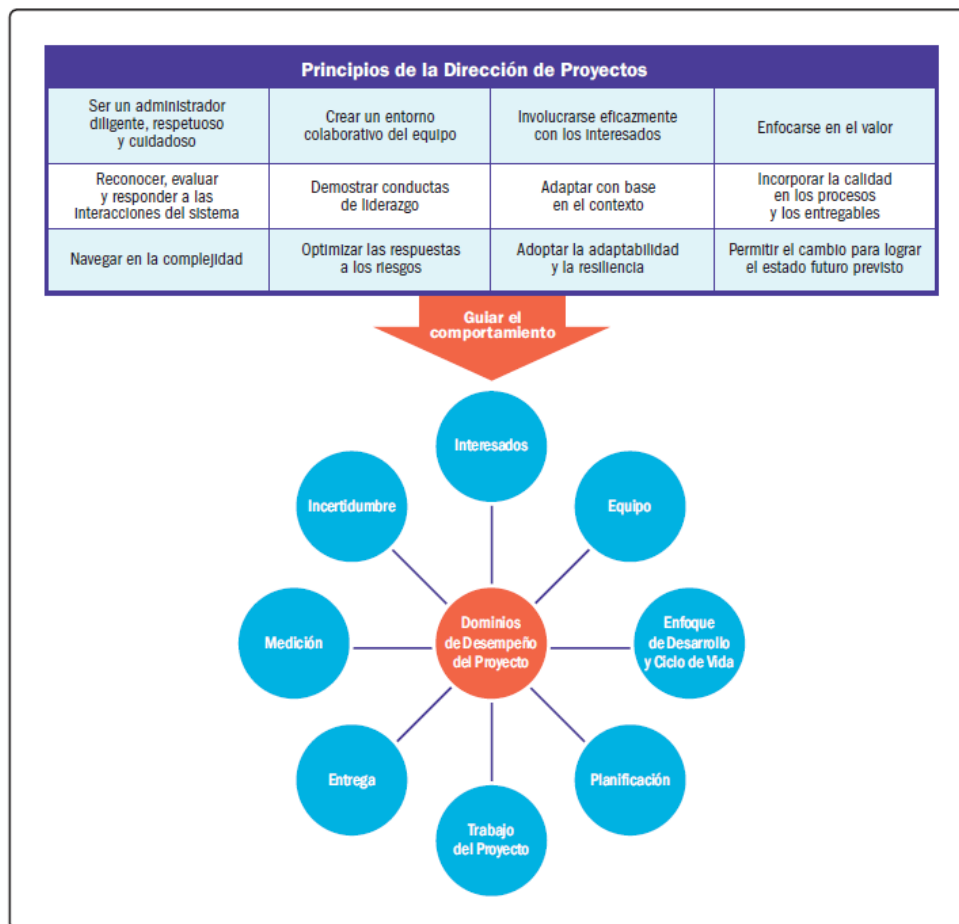 Principios de la Dirección de Proyectos
Ser un administrador
diligente, respetuoso
y cuidadoso
Crear un entorno
colaborativo del equipo
Involucrarse eficazmente
con los interesados
Enfocarse en el valor
Reconocer, evaluar
y responder a las
interacciones del sistema
Demostrar conductas
de liderazgo
Adaptar con base
en el contexto
Incorporar la calidad
en los procesos
y los entregables
Navegar en la complejidad
Optimizar las respuestas
a los riesgos
Adoptar la adaptabilidad
y la resiliencia
Permitir el cambio para lograr
el estado futuro previsto
Guiar el
comportamiento
Interesados
Incertidumbre
Equipo
Medición
Dominios
de Desempeño
del Proyecto
Enfoque
de Desarrollo
y Ciclo de Vida
Entrega
Planificación
Trabajo
del Proyecto